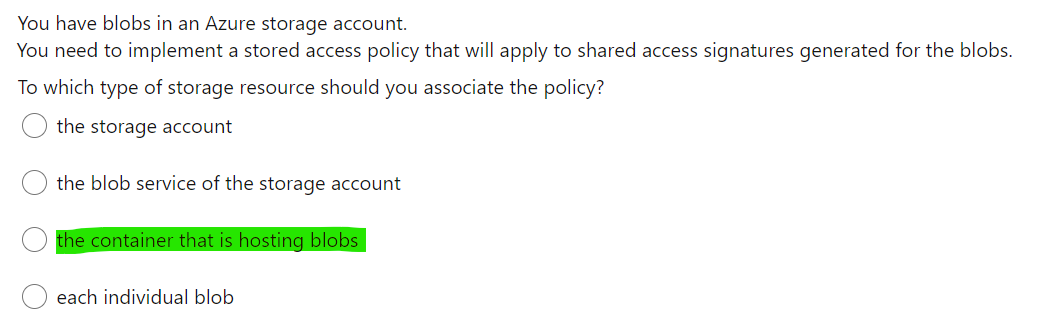 You have blobs in an Azure storage account.
You need to implement a stored access policy that will apply to shared access signatures generated for the blobs.
To which type of storage resource should you associate the policy?
the storage account
the blob service of the storage account
the container that is hosting blobs
each individual blob